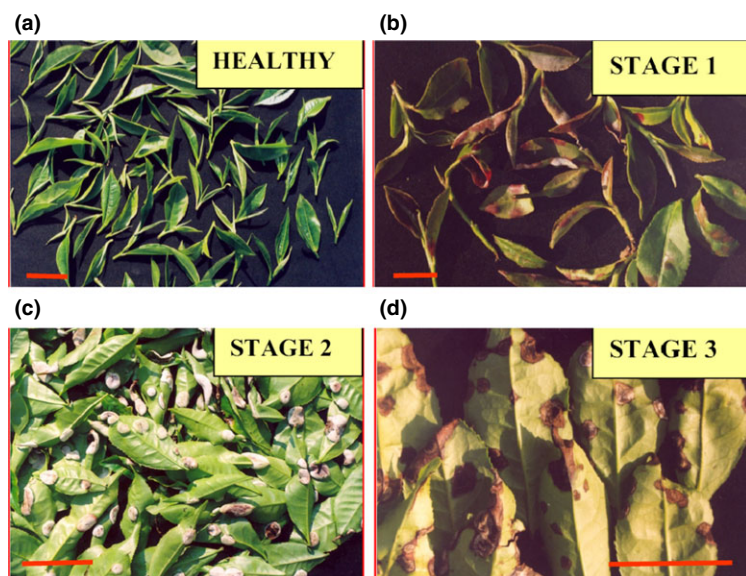 (a)
HEALTHY
(b)
STAGE 1
(c)
STAGE 2
(d)
STAGE 3